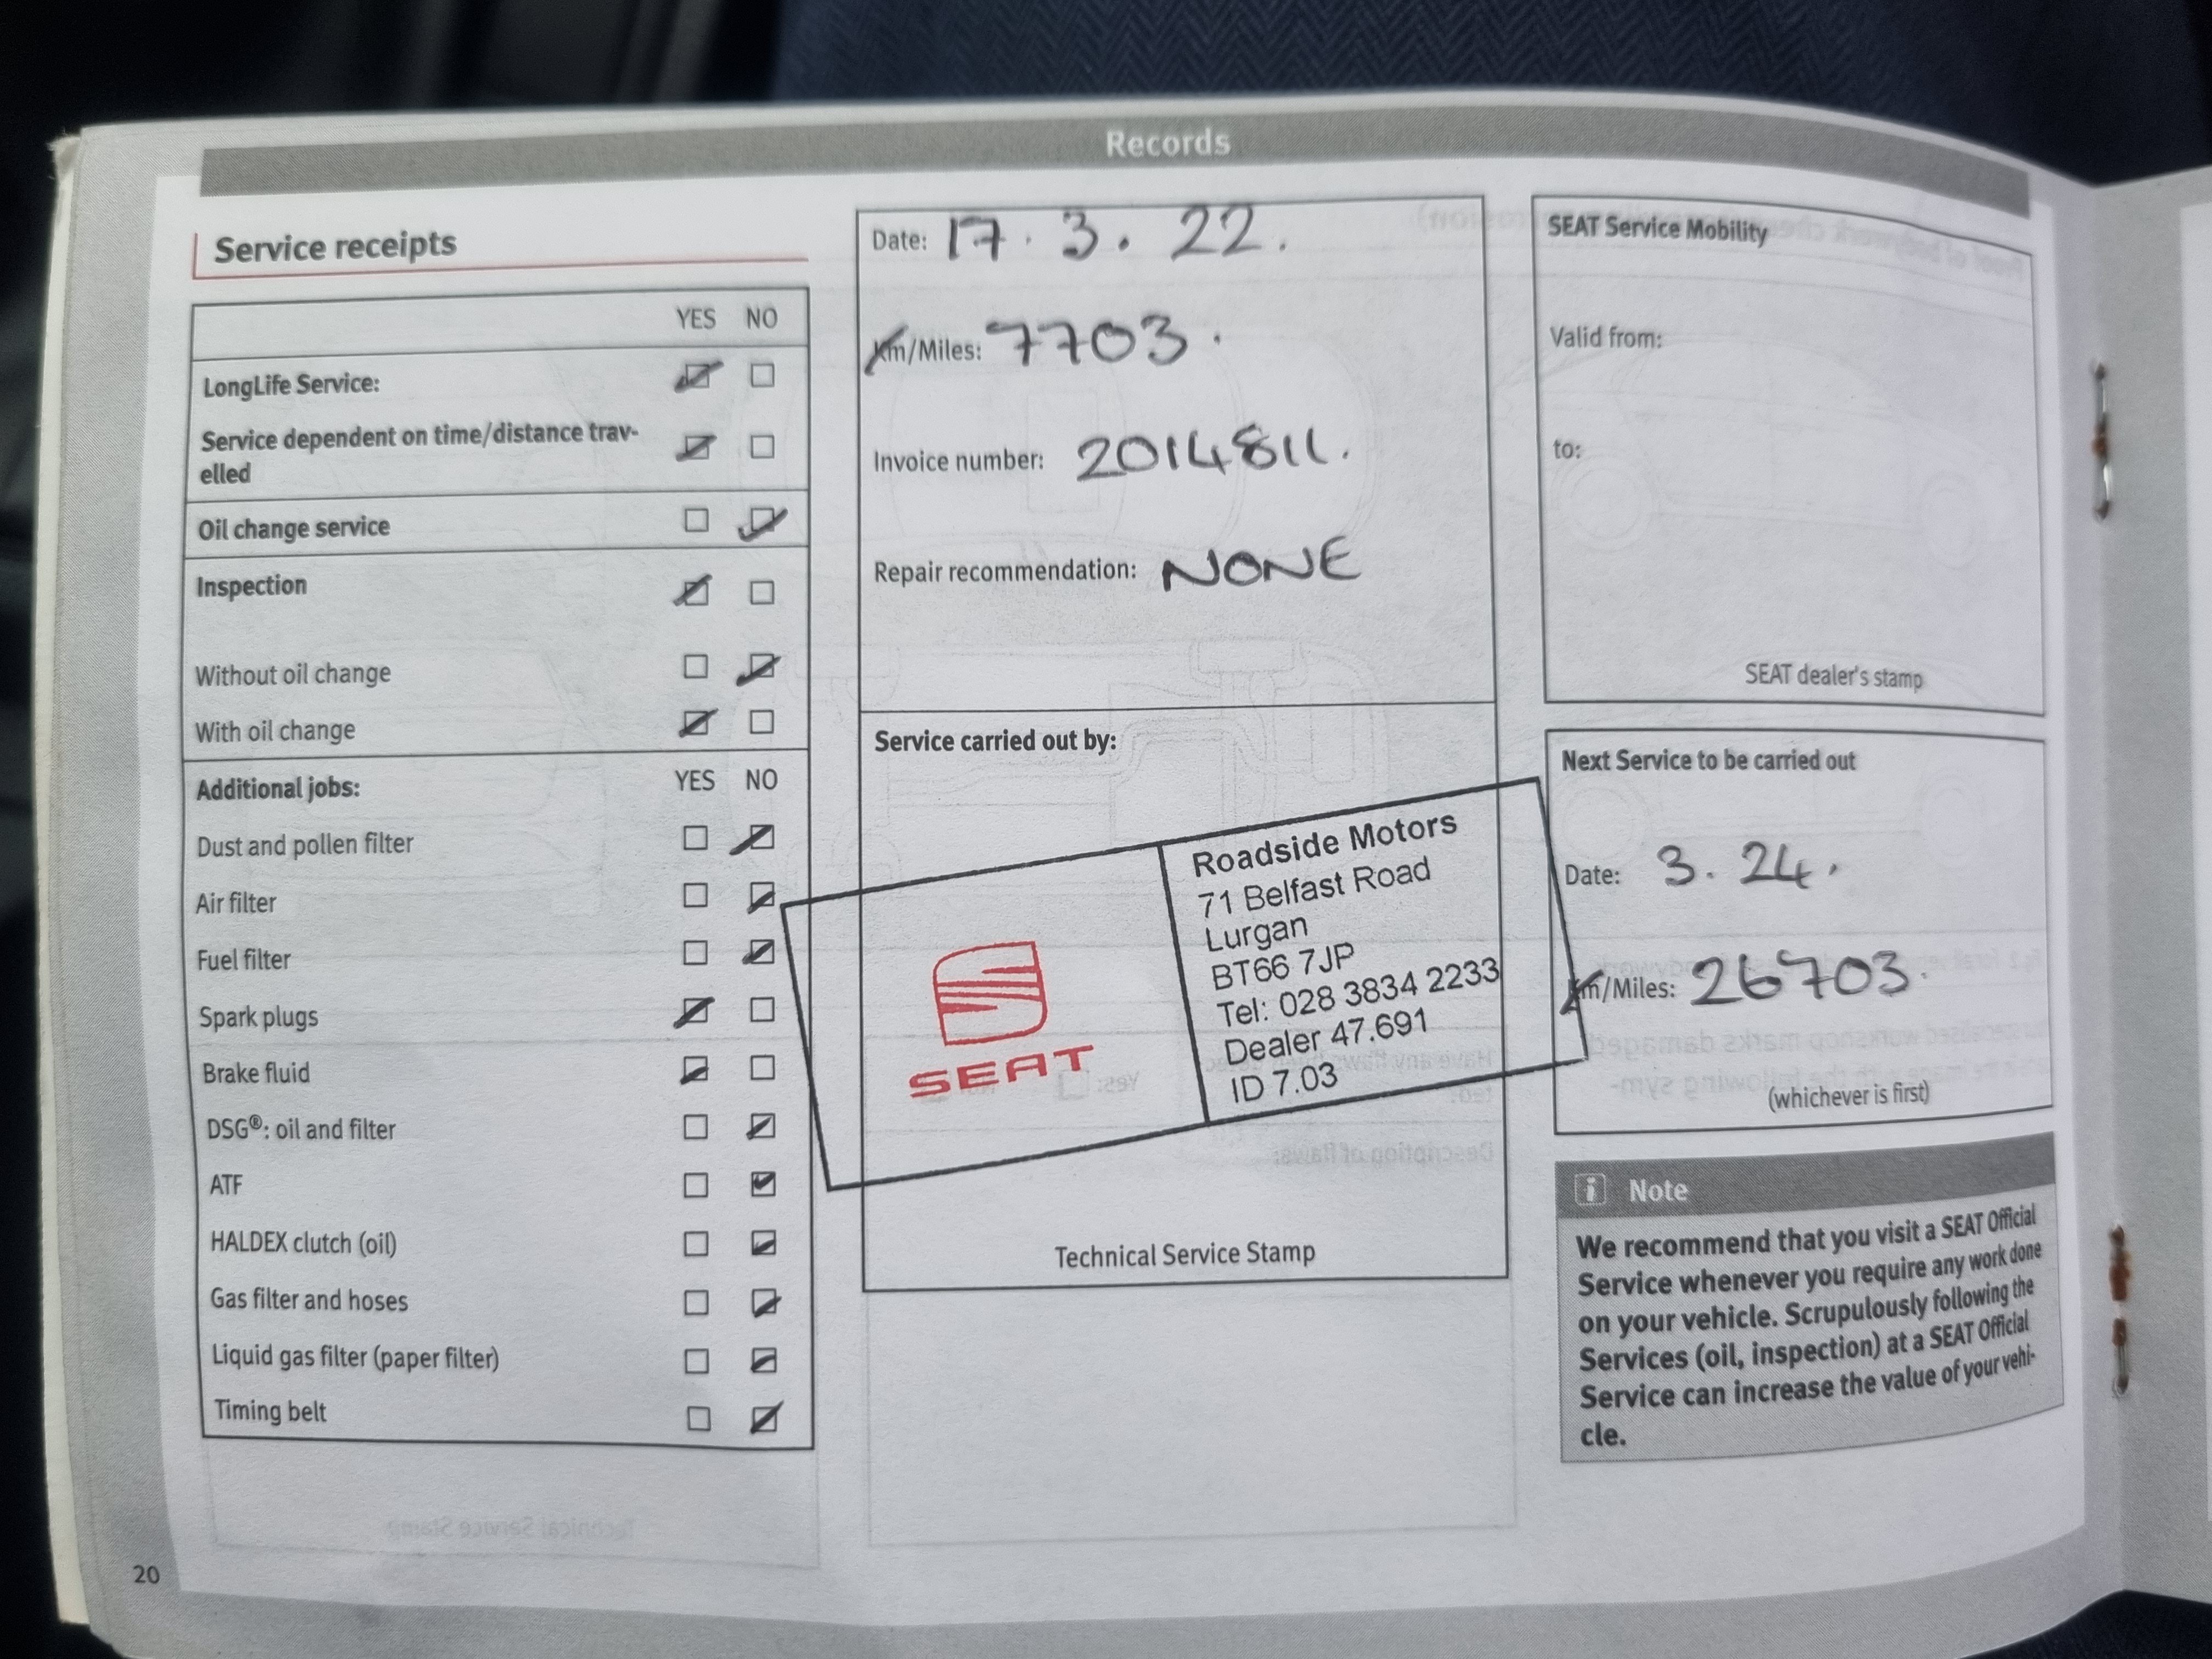 Records
Service receipts
YES NO
LongLife Service:
Service dependent on time/distance trav-
elled
Oil change service
Inspection
Without oil change
With oil change
Additional jobs: YES NO
Dust and pollen filter
Air filter
Fuel filter
Spark plugs
Brake fluid
DSG®: oil and filter
ATF
HALDEX clutch (oil)
Gas filter and hoses
Liquid gas filter (paper filter)
Timing belt
Date: 17. 3. 22.
Km/Miles: 7703.
Invoice number: 2014811.
Repair recommendation: NONE
Service carried out by:
SEAT
Roadside Motors
71 Belfast Road
Lurgan
BT66 7JP
Tel: 028 3834 2233
Dealer 47.691
ID 7.03
Technical Service Stamp
SEAT Service Mobility
Valid from:
to:
SEAT dealer's stamp
Next Service to be carried out
Date: 3. 24.
Km/Miles: 26703.
(whichever is first)
i Note
We recommend that you visit a SEAT Official
Service whenever you require any work done
on your vehicle. Scrupulously following the
Services (oil, inspection) at a SEAT Official
Service can increase the value of your vehi-
cle.
20